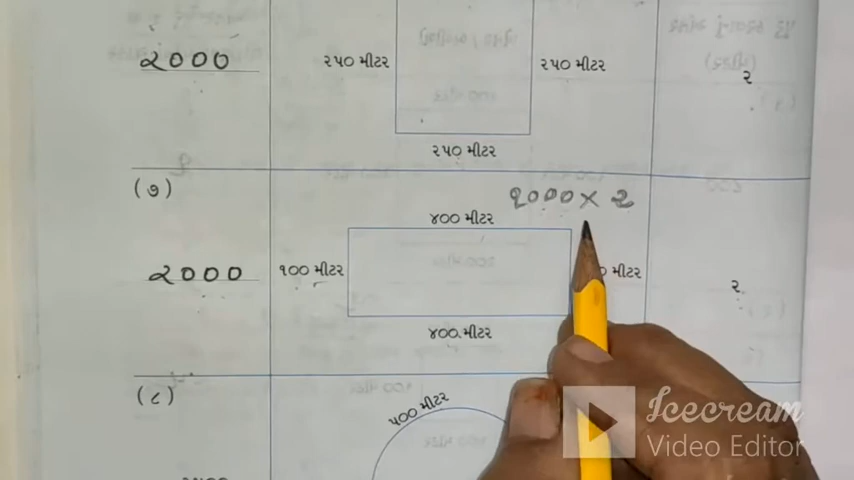 ૨૦૦૦
૨૫૦ મીટર
૨૫૦ મીટર
૨
૨૫૦ મીટર
(૭)
૧૦૦૦ × ૨
૪૦૦ મીટર
૨૦૦૦
૧૦૦ મીટર
૦ મીટર
૨
૪૦૦ મીટર
(૮)
૫૦૦ મીટર
Icecream
Video Editor